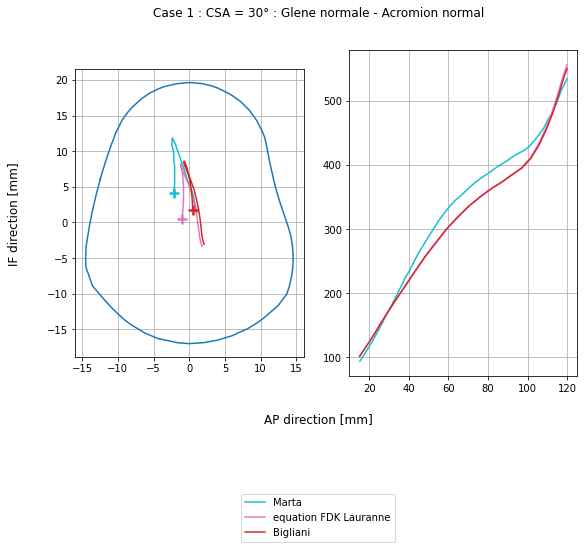 Case 1 : CSA = 30° : Glene normale - Acromion normal
IF direction [mm]
20
15
10
5
0
−5
−10
−15
−15 −10 −5 0 5 10 15
500
400
300
200
100
20 40 60 80 100 120
AP direction [mm]
Marta
equation FDK Lauranne
Bigliani